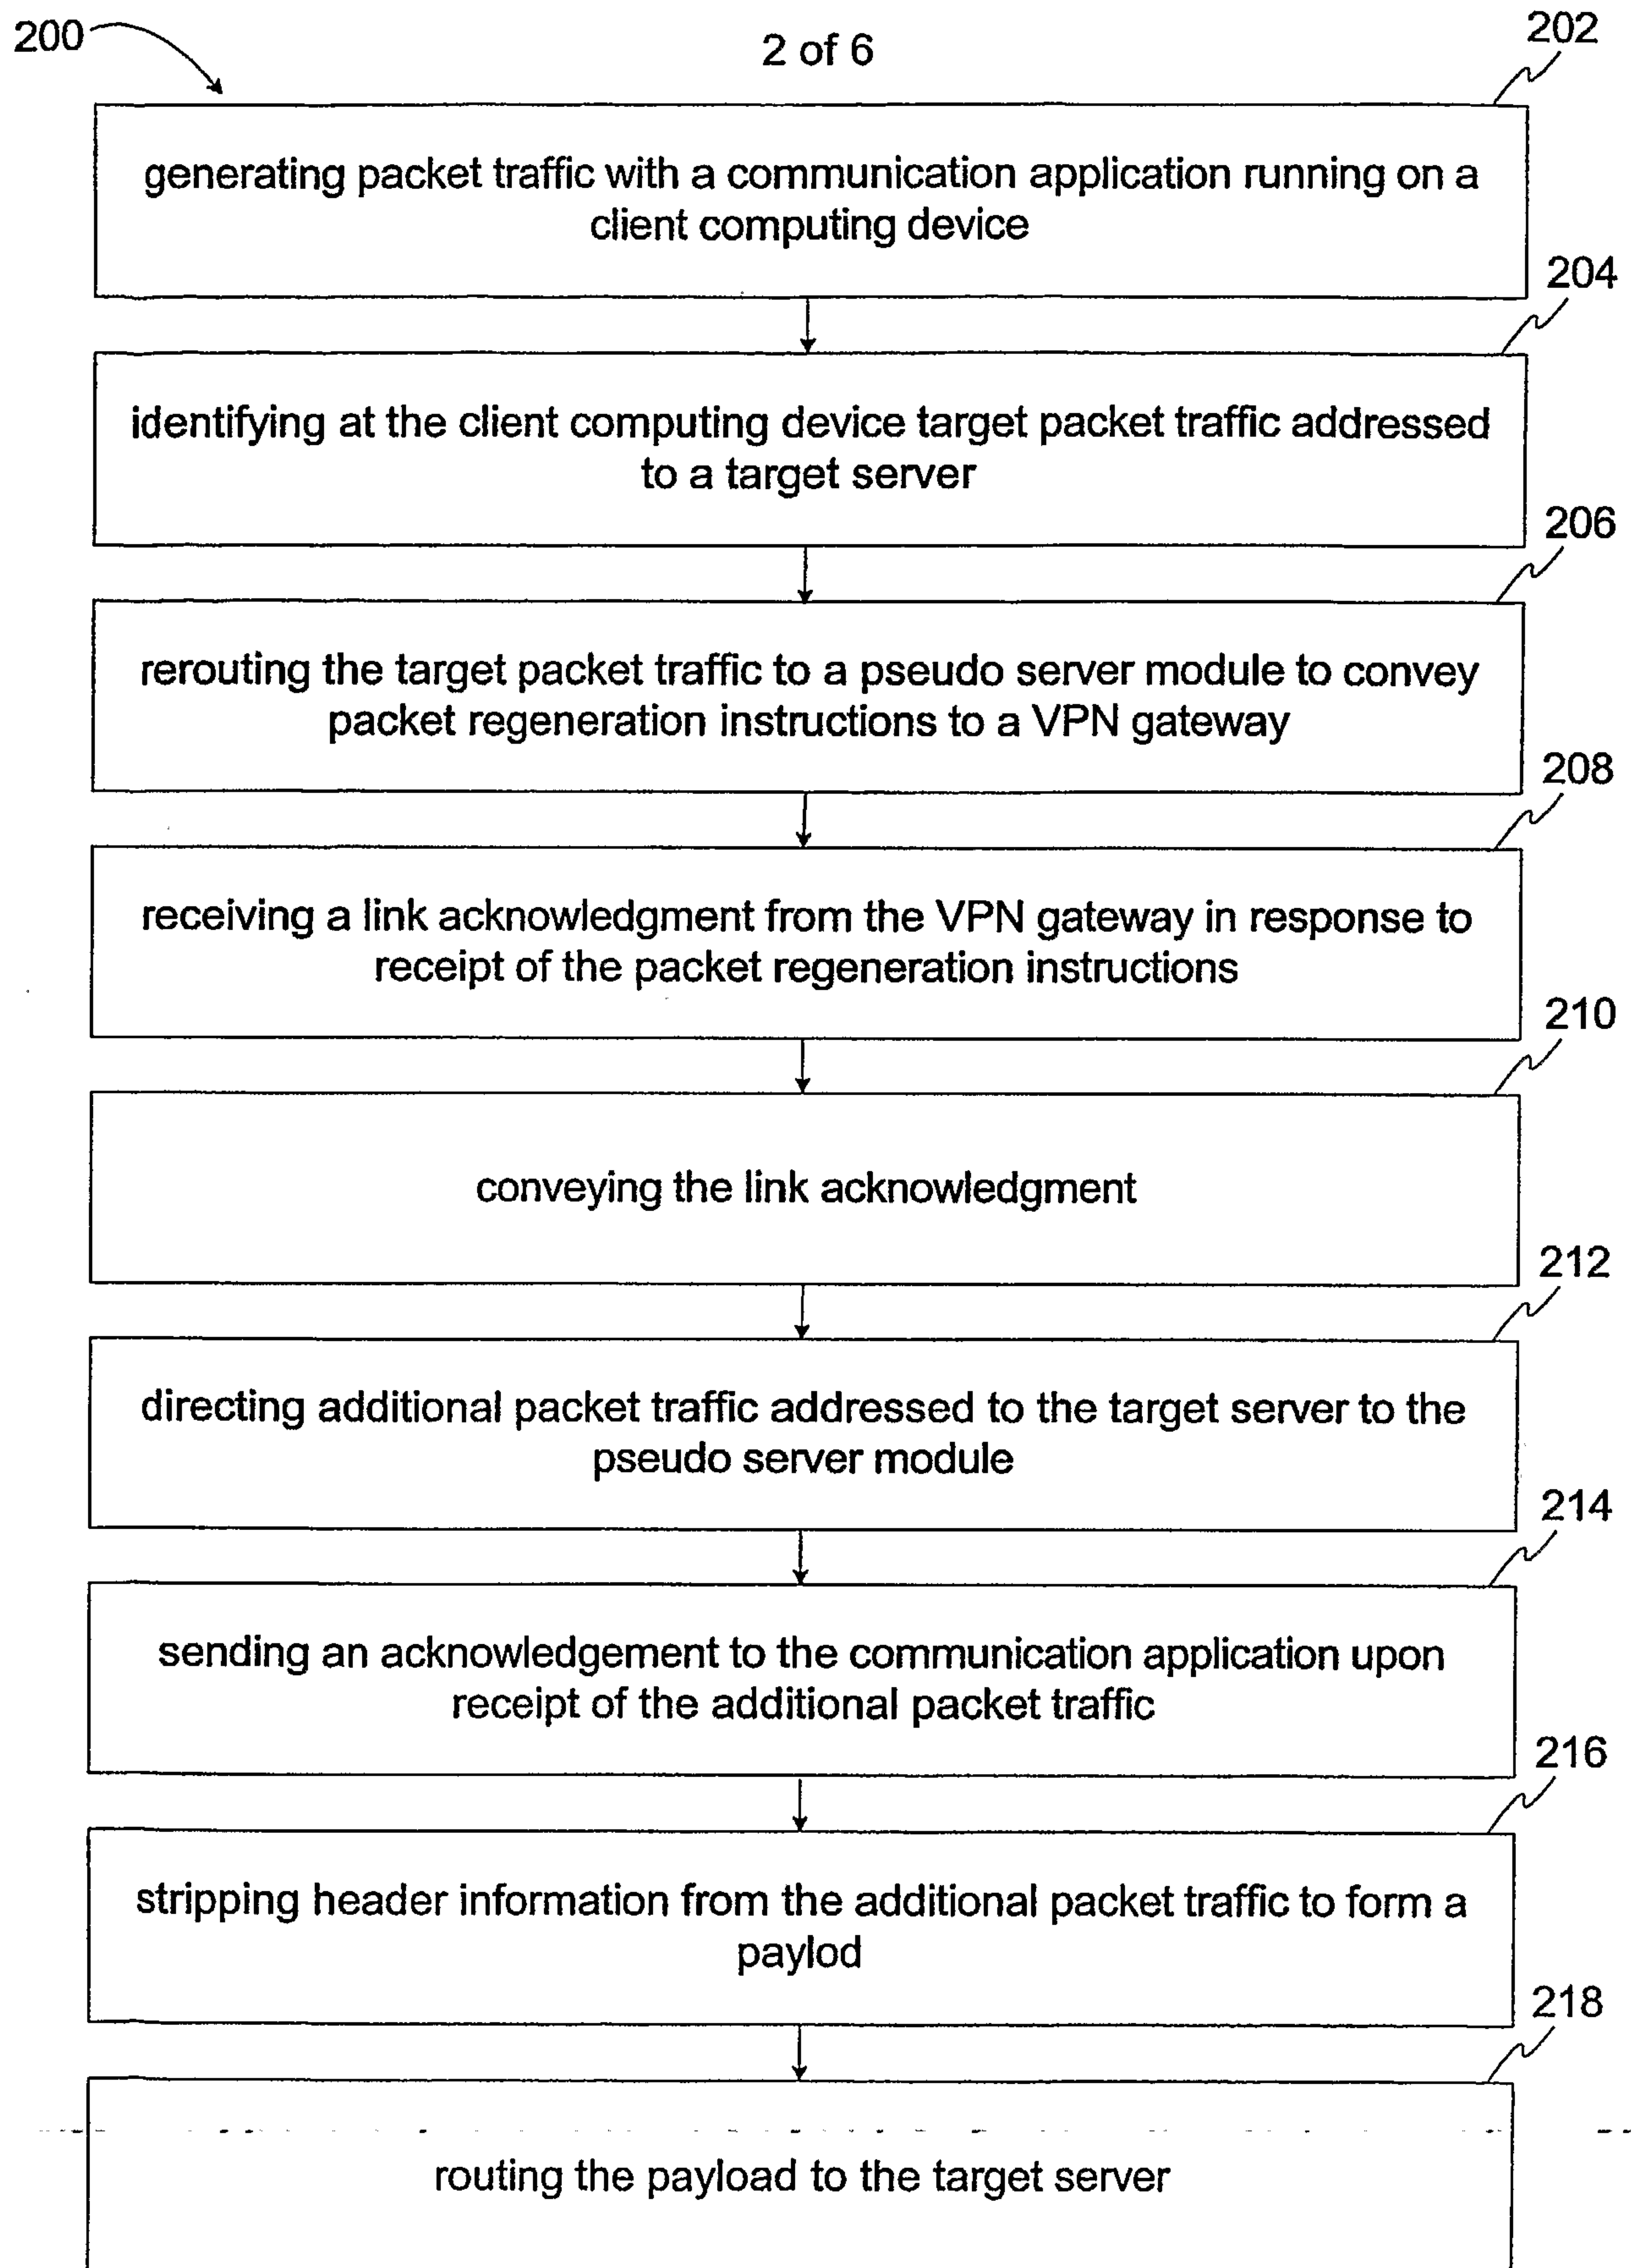 200
2 of 6
202
generating packet traffic with a communication application running on a
client computing device
204
identifying at the client computing device target packet traffic addressed
to a target server
206
rerouting the target packet traffic to a pseudo server module to convey
packet regeneration instructions to a VPN gateway
208
receiving a link acknowledgment from the VPN gateway in response to
receipt of the packet regeneration instructions
210
conveying the link acknowledgment
212
directing additional packet traffic addressed to the target server to the
pseudo server module
214
sending an acknowledgement to the communication application upon
receipt of the additional packet traffic
216
stripping header information from the additional packet traffic to form a
paylod
218
routing the payload to the target server